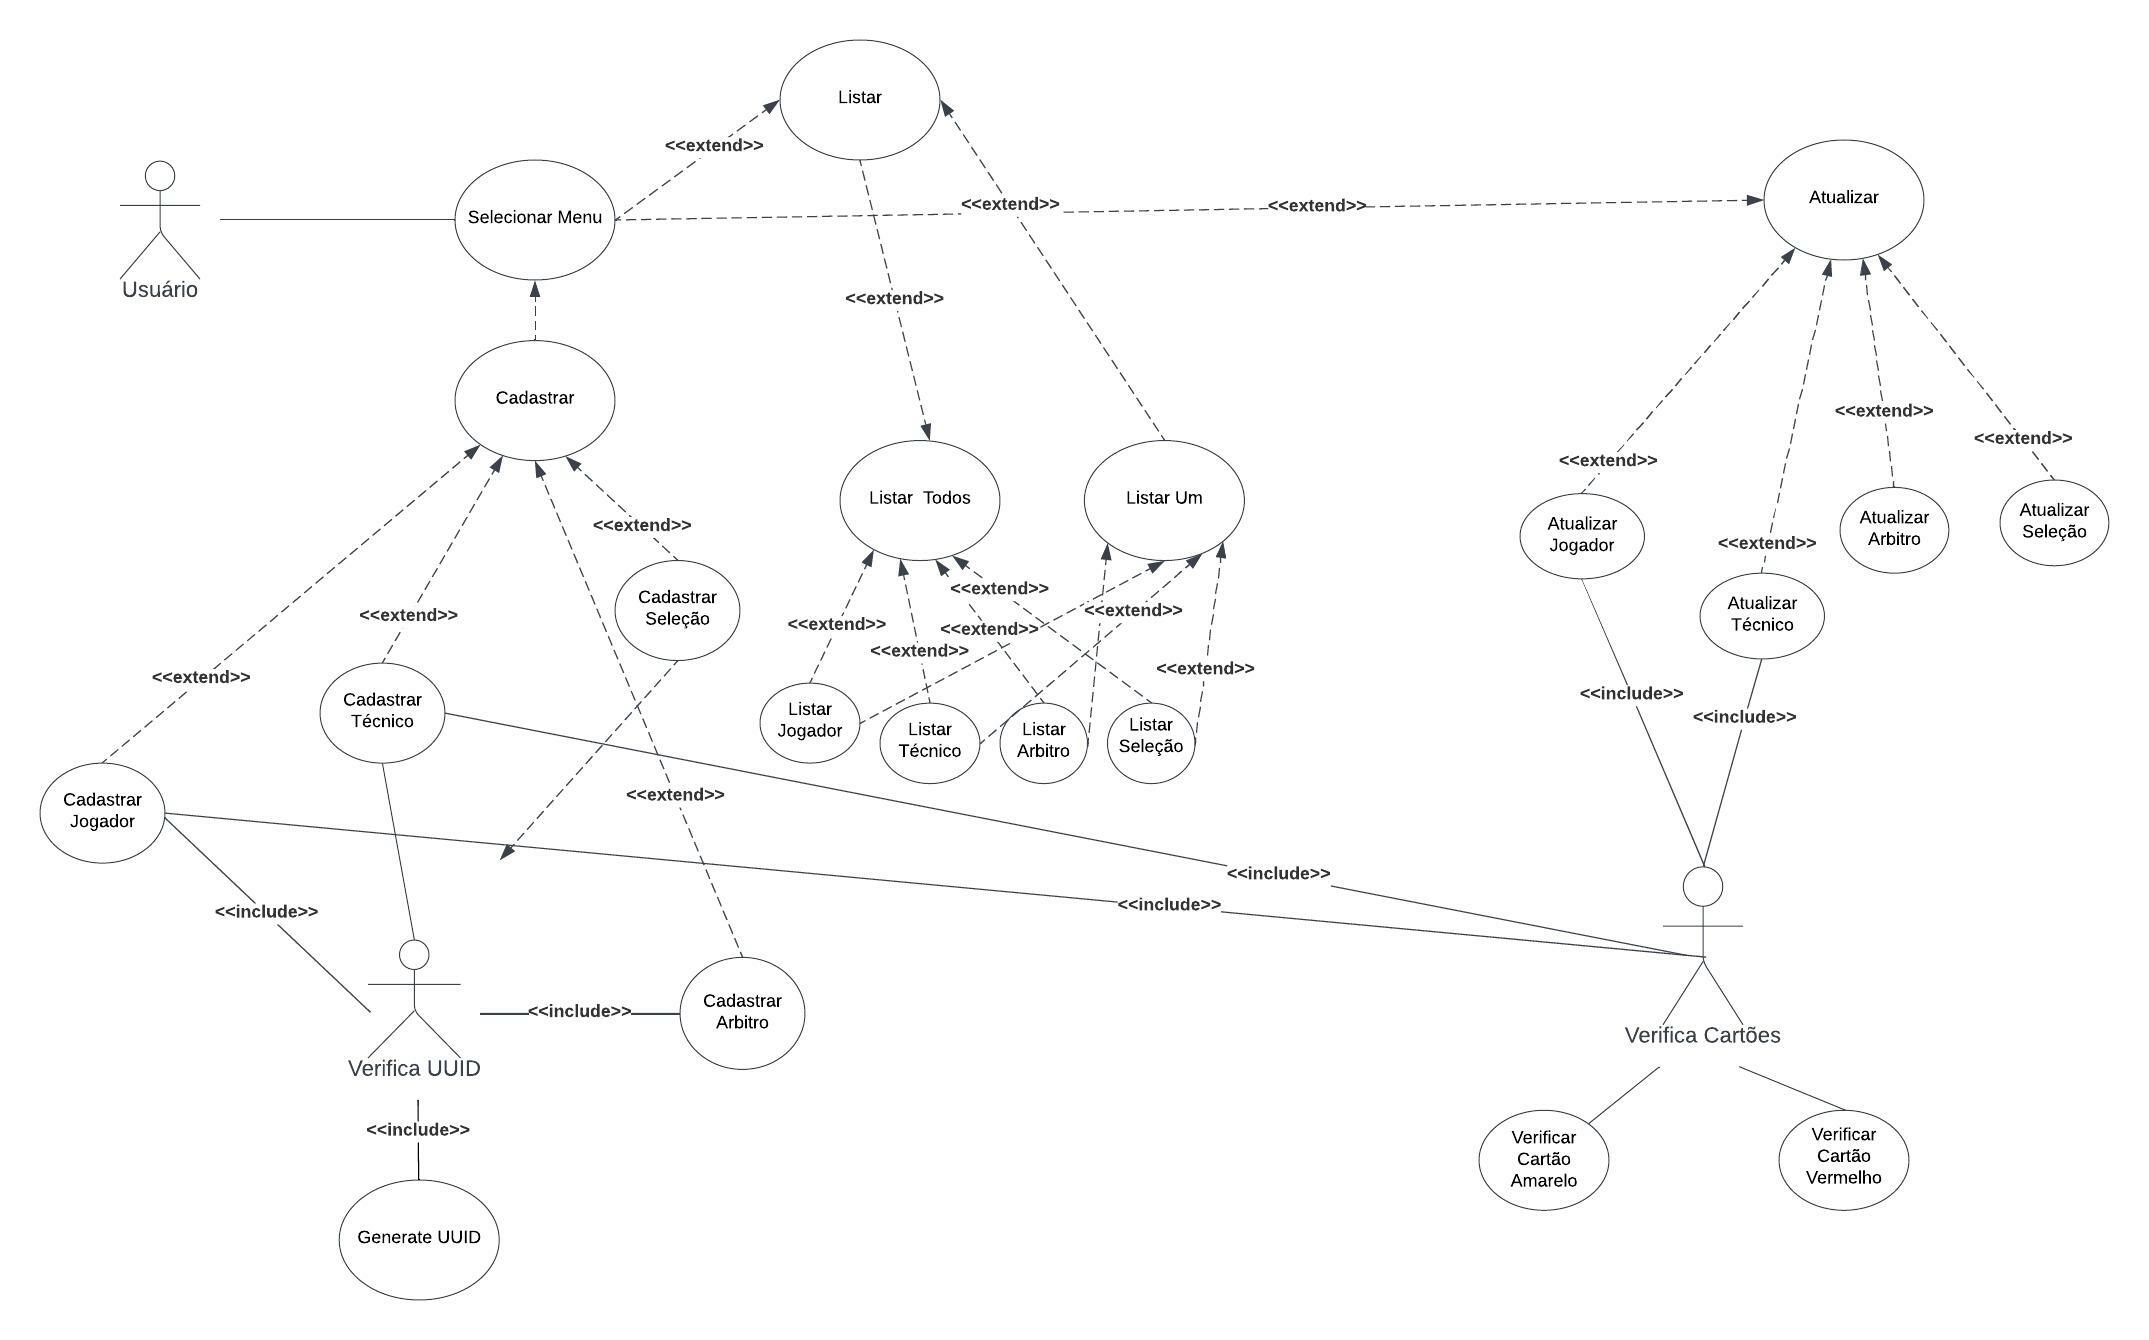 Listar
<<extend>>
Selecionar Menu
Usuário
<<extend>>
<<extend>>
Atualizar
<<extend>>
Cadastrar
<<extend>>
<<extend>>
<<extend>>
Listar Todos
Listar Um
Atualizar
Jogador
Atualizar
Arbitro
Atualizar
Seleção
<<extend>>
<<extend>>
Atualizar
Técnico
Cadastrar
Seleção
<<extend>>
<<extend>>
<<extend>>
<<extend>>
<<extend>>
<<extend>>
<<extend>>
<<extend>>
<<extend>>
Cadastrar
Técnico
Listar
Jogador
Listar
Técnico
Listar
Arbitro
Listar
Seleção
<<include>>
<<include>>
Cadastrar
Jogador
<<extend>>
<<include>>
<<include>>
<<include>>
Cadastrar
Arbitro
<<include>>
Verifica UUID
Verifica Cartões
<<include>>
Verificar
Cartão
Amarelo
Verificar
Cartão
Vermelho
Generate UUID